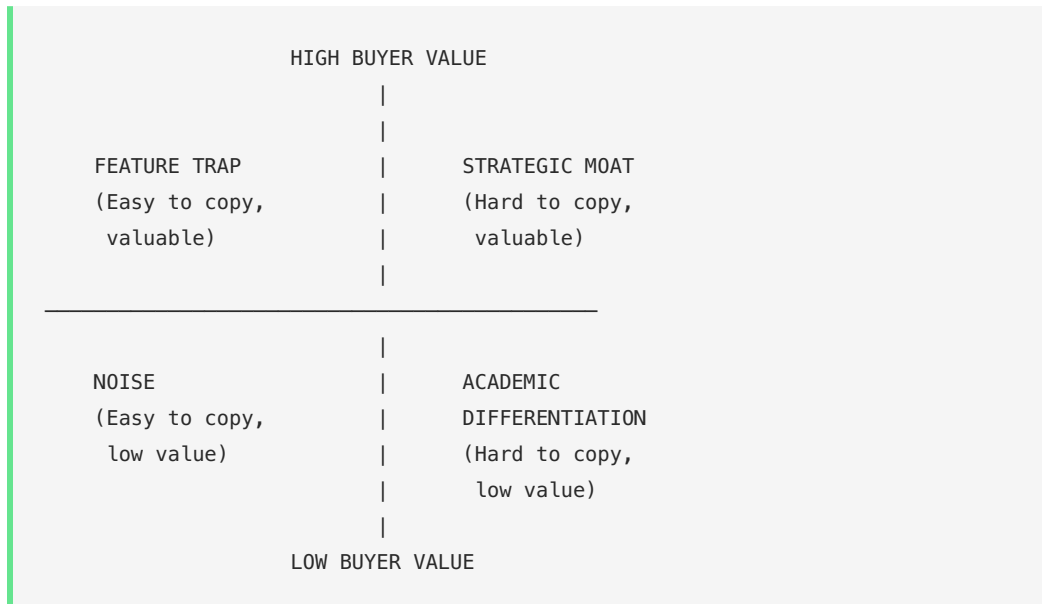 HIGH BUYER VALUE
FEATURE TRAP | STRATEGIC MOAT
(Easy to copy, | (Hard to copy,
valuable) | valuable)
NOISE | ACADEMIC
(Easy to copy, | DIFFERENTIATION
low value) | (Hard to copy,
| low value)
LOW BUYER VALUE